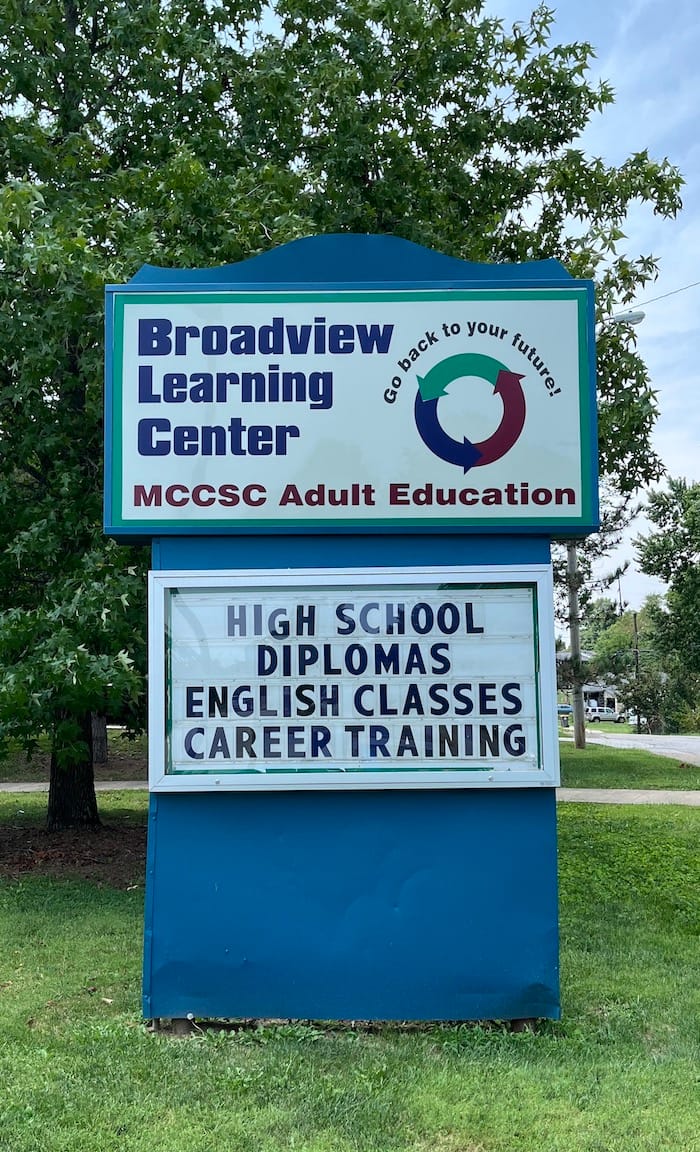 Broadview
Learning
Center
Go back to your future!
MCCSC Adult Education
HIGH SCHOOL
DIPLOMAS
ENGLISH CLASSES
CAREER TRAINING